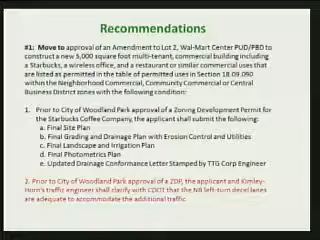 Recommendations
#1:  Move to approval of an Amendment to Lot 2, Wal-Mart Center PUD/PBD to
construct a new 5,000 square foot multi-tenant, commercial building including
a Starbucks, a wireless office, and a restaurant or similar commercial uses that
are listed as permitted in the table of permitted uses in Section 18.09.090
within the Neighborhood Commercial, Community Commercial or Central
Business District zones with the following condition:
1.   Prior to City of Woodland Park approval of a Zoning Development Permit for
the Starbucks Coffee Company, the applicant shall submit the following:
a. Final Site Plan
b. Final Grading and Drainage Plan with Erosion Control and Utilities
c. Final Landscape and Irrigation Plan
d. Final Photometrics Plan
e. Updated Drainage Conformance Letter Stamped by TTG Corp Engineer
2. Prior to City of Woodland Park approval of a ZDP, the applicant and Kimley-
Horn's traffic engineer shall clarify with CDOT that the NB left-turn decel lanes
are adequate to accommodate the additional traffic